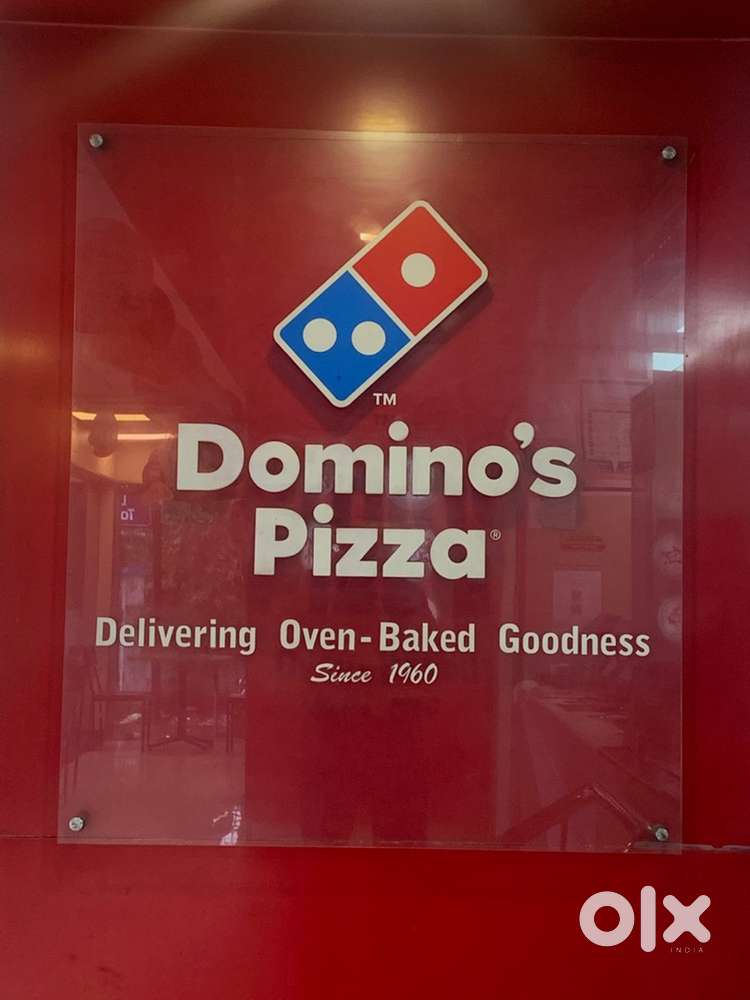 TM
Domino's
Pizza®
Delivering Oven-Baked Goodness
Since 1960
olx
INDIA